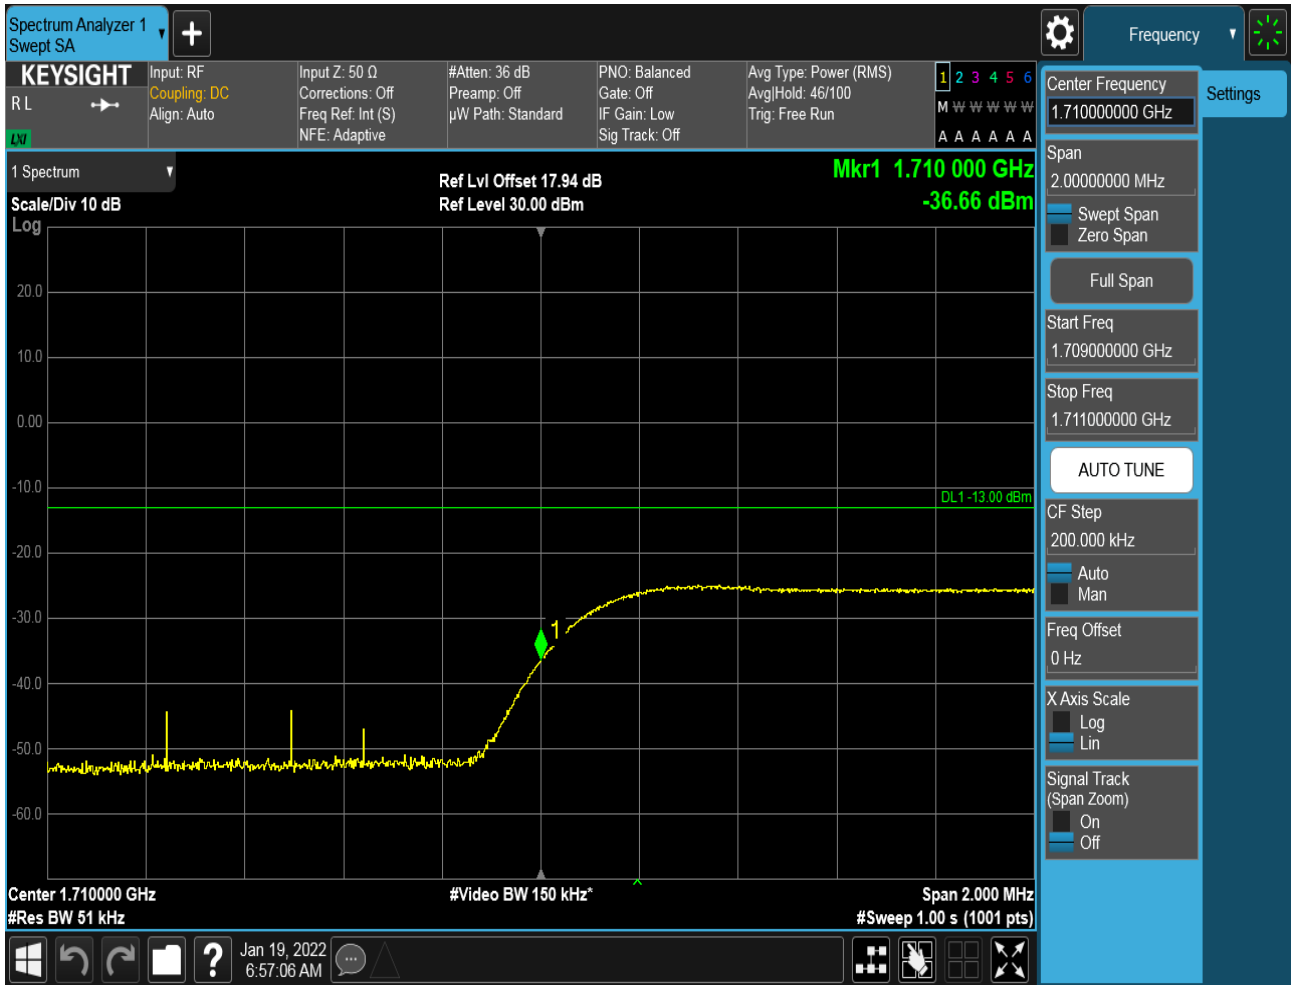 Spectrum Analyzer 1
Swept SA
Frequency
KEYSIGHT
R L
LXI
Input: RF
Coupling: DC
Align: Auto
Input Z: 50 Ω
Corrections: Off
Freq Ref: Int (S)
NFE: Adaptive
#Atten: 36 dB
Preamp: Off
µW Path: Standard
PNO: Balanced
Gate: Off
IF Gain: Low
Sig Track: Off
Avg Type: Power (RMS)
Avg|Hold: 46/100
Trig: Free Run
1 2 3 4 5 6
M W W W W W
A A A A A A
1 Spectrum
Scale/Div 10 dB
Log
Ref Lvl Offset 17.94 dB
Ref Level 30.00 dBm
Mkr1 1.710 000 GHz
-36.66 dBm
20.0
10.0
0.00
-10.0
-20.0
-30.0
-40.0
-50.0
-60.0
DL1 -13.00 dBm
1
Center 1.710000 GHz
#Res BW 51 kHz
#Video BW 150 kHz*
Span 2.000 MHz
#Sweep 1.00 s (1001 pts)
Center Frequency
1.710000000 GHz
Settings
Span
2.00000000 MHz
Swept Span
Zero Span
Full Span
Start Freq
1.709000000 GHz
Stop Freq
1.711000000 GHz
AUTO TUNE
CF Step
200.000 kHz
Auto
Man
Freq Offset
0 Hz
X Axis Scale
Log
Lin
Signal Track
(Span Zoom)
On
Off
?
Jan 19, 2022
6:57:06 AM